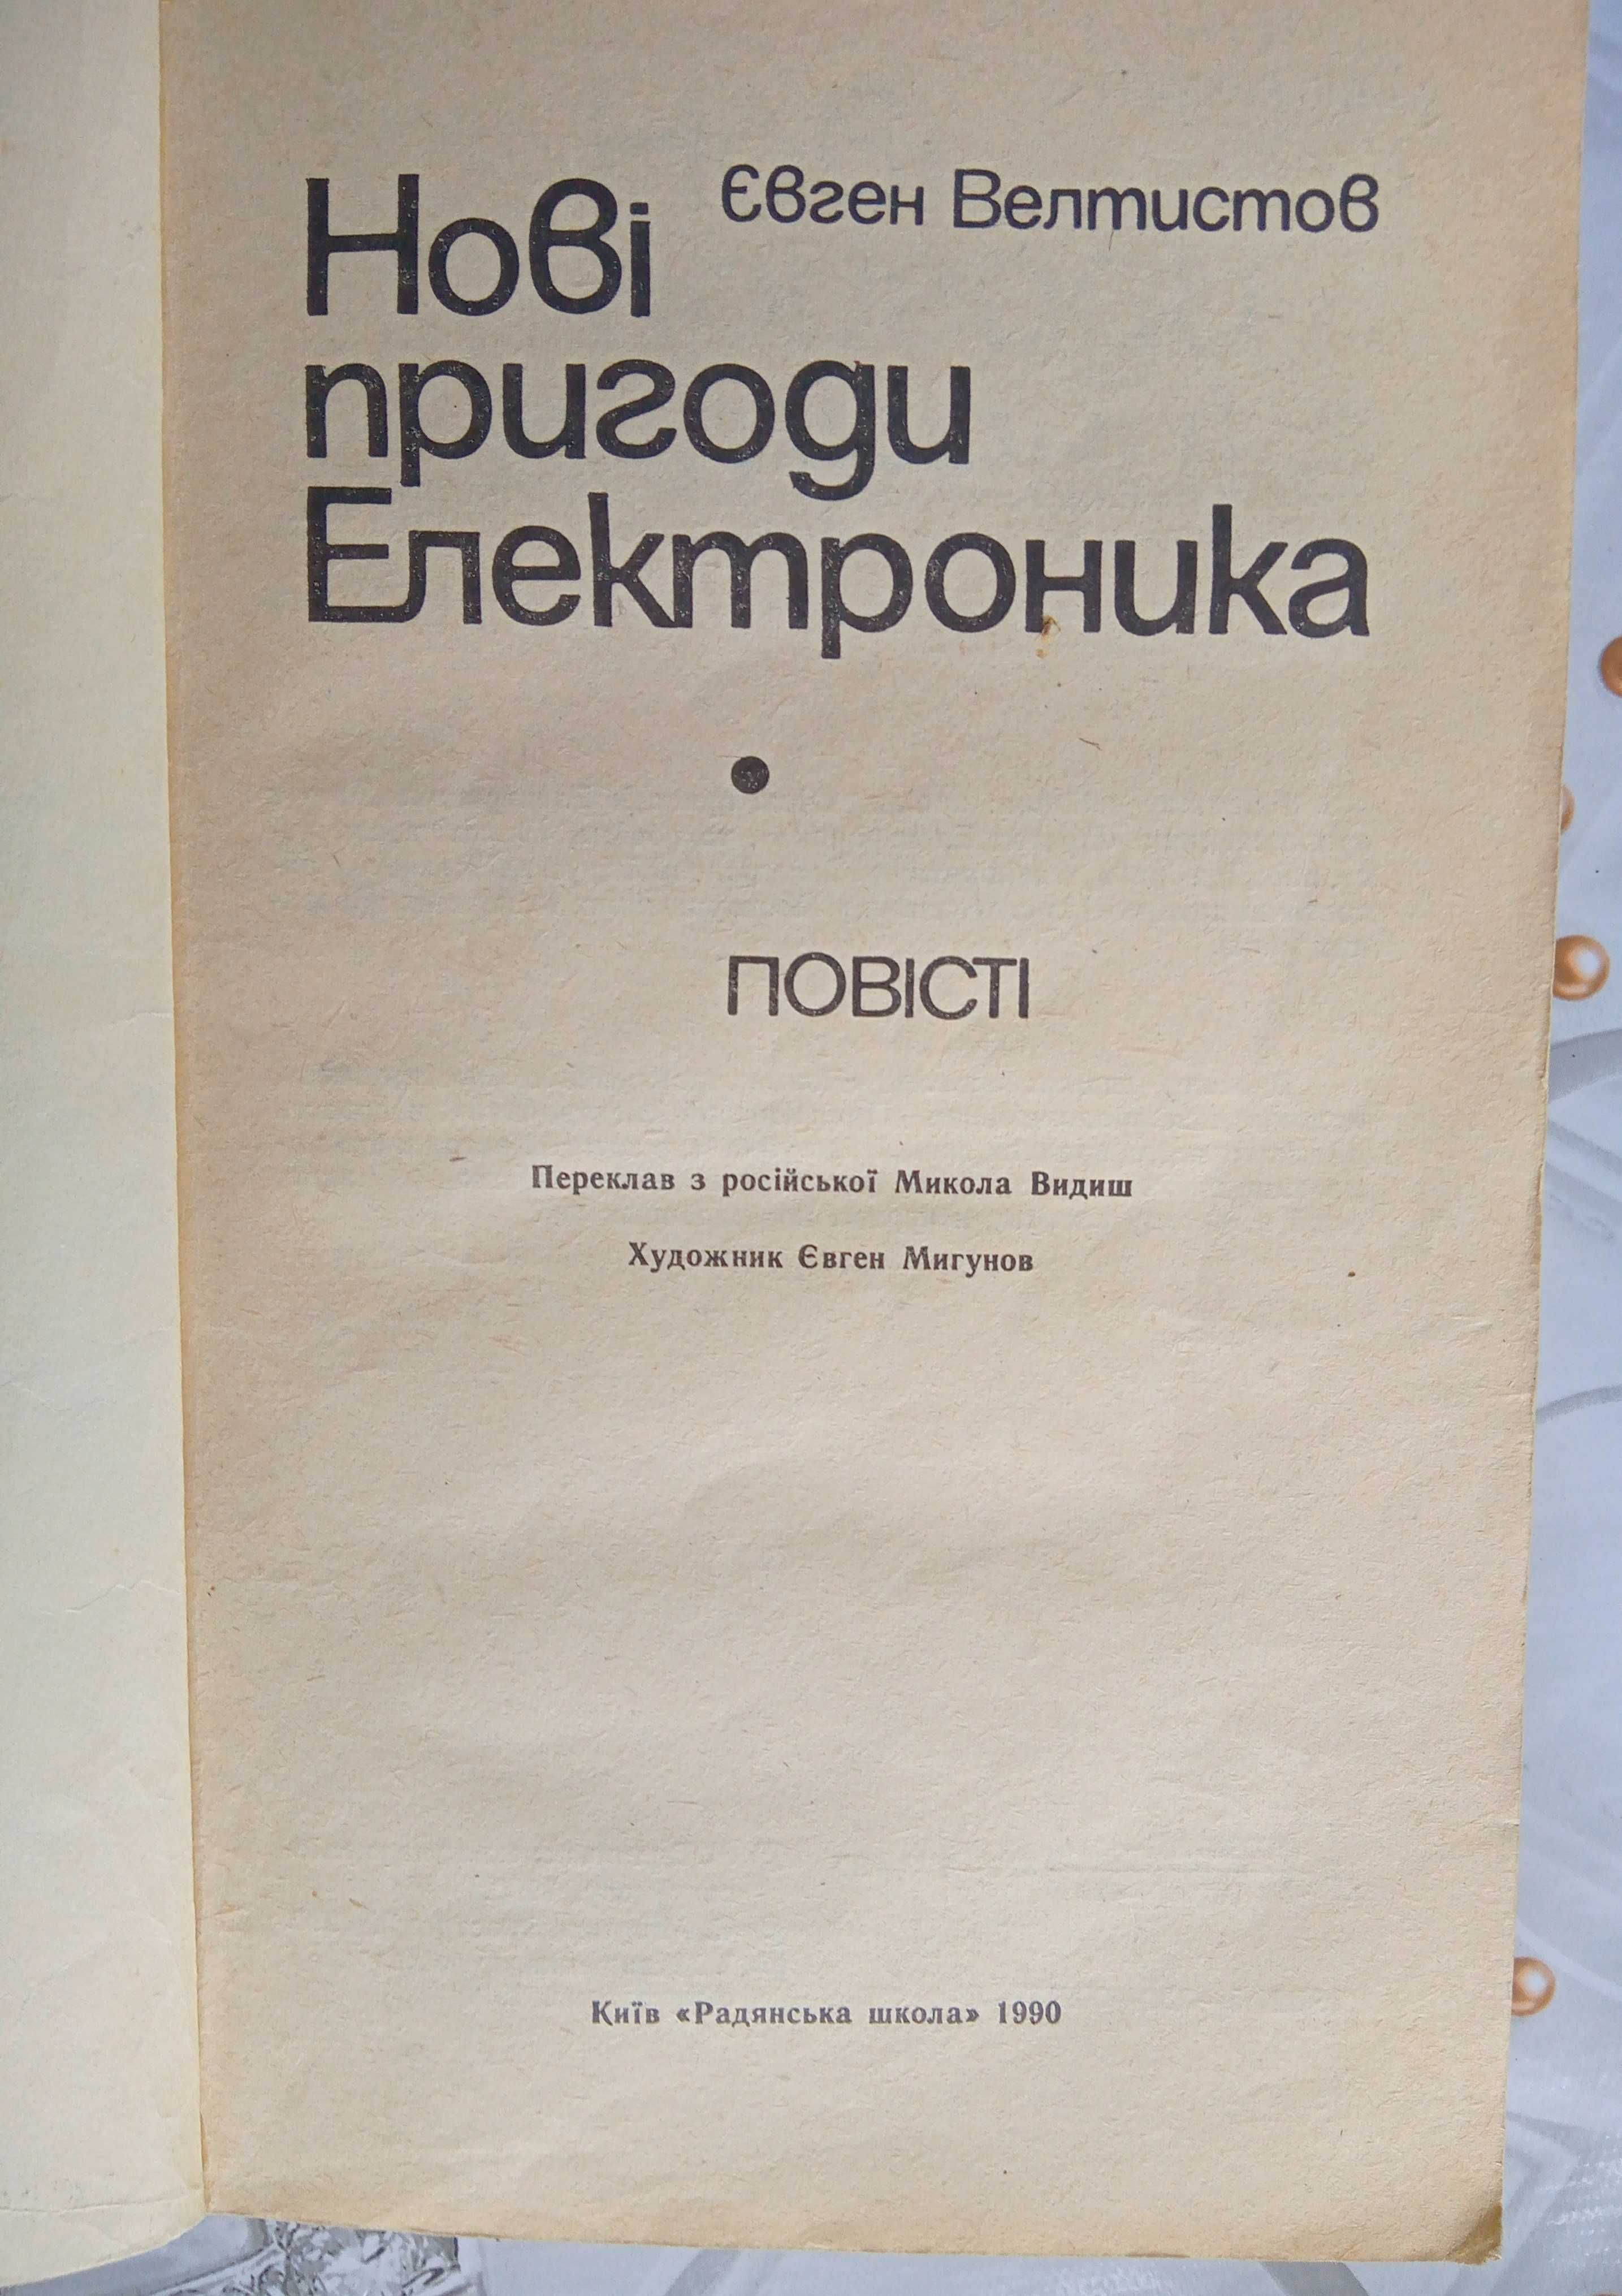 Євген Велтистов
Нові
пригоди
Електроника
ПОВІСТІ
Переклав з російської Микола Видиш
Художник Євген Мигунов
Київ «Радянська школа» 1990